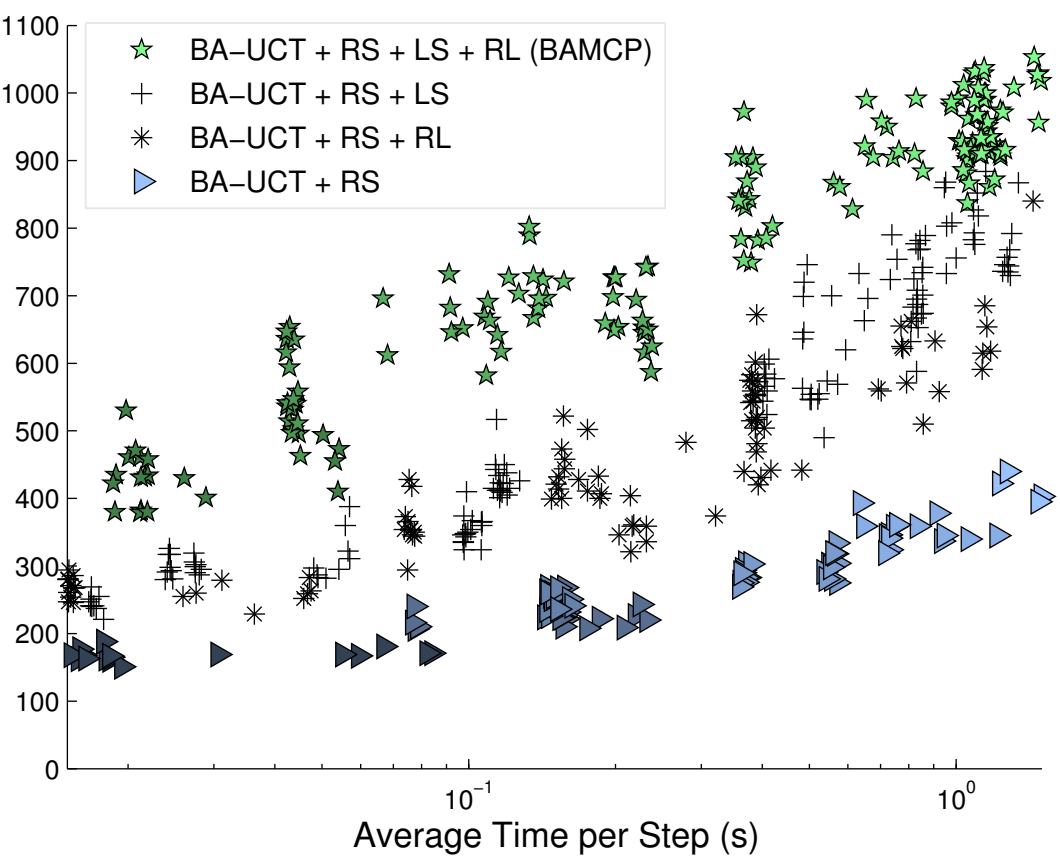 1100
1000
900
800
700
600
500
400
300
200
100
0
BA−UCT + RS + LS + RL (BAMCP)
BA−UCT + RS + LS
BA−UCT + RS + RL
BA−UCT + RS
10⁻¹
10⁰
Average Time per Step (s)